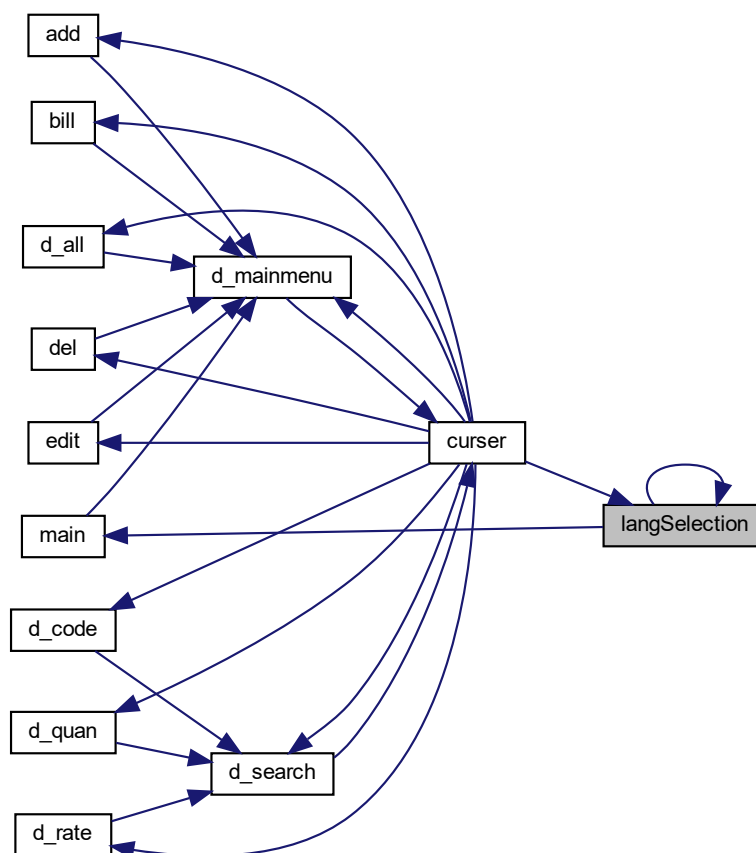 add
bill
d_all
d_mainmenu
del
edit
curser
langSelection
main
d_code
d_quan
d_search
d_rate